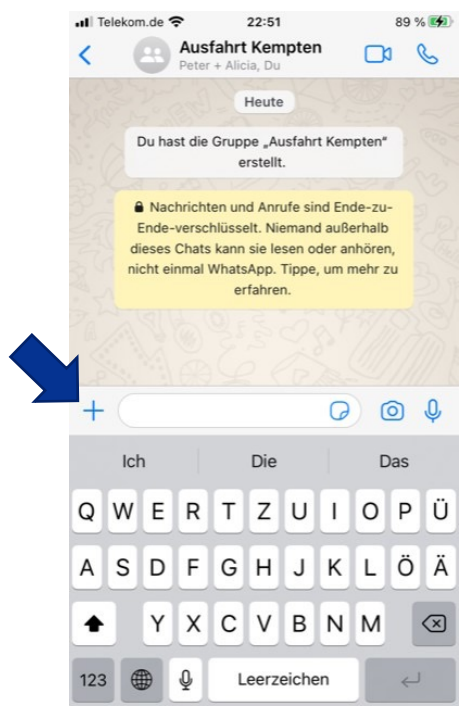 Telekom.de 22:51 89 %
Ausfahrt Kempten
Peter + Alicia, Du
Heute
Du hast die Gruppe „Ausfahrt Kempten“
erstellt.
Nachrichten und Anrufe sind Ende-zu-
Ende-verschlüsselt. Niemand außerhalb
dieses Chats kann sie lesen oder anhören,
nicht einmal WhatsApp. Tippe, um mehr zu
erfahren.
Ich Die Das
Q W E R T Z U I O P Ü
A S D F G H J K L Ö Ä
Y X C V B N M
123 Leerzeichen